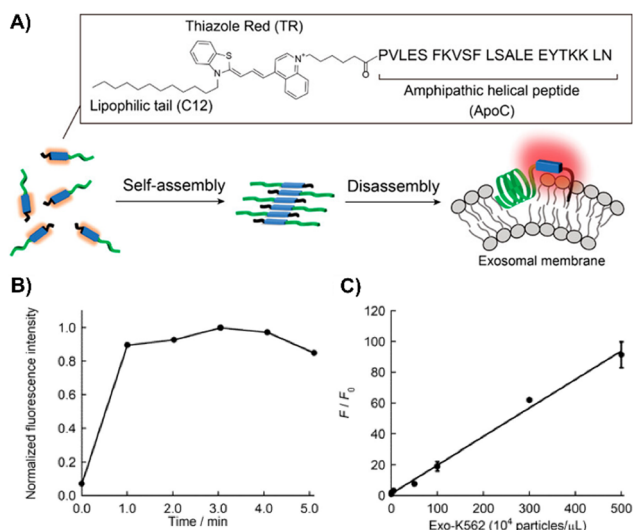 A)
Thiazole Red (TR)
S
N
N+
O
PVLES FKVSF LSALE EYTKK LN
Lipophilic tail (C12)
Amphipathic helical peptide
(ApoC)
Self-assembly
Disassembly
Exosomal membrane
B)
Normalized fluorescence intensity
1.0
0.8
0.6
0.4
0.2
0.0
0.0 1.0 2.0 3.0 4.0 5.0
Time / min
C)
F / F0
120
100
80
60
40
20
0
0 100 200 300 400 500
Exo-K562 (10⁴ particles/μL)